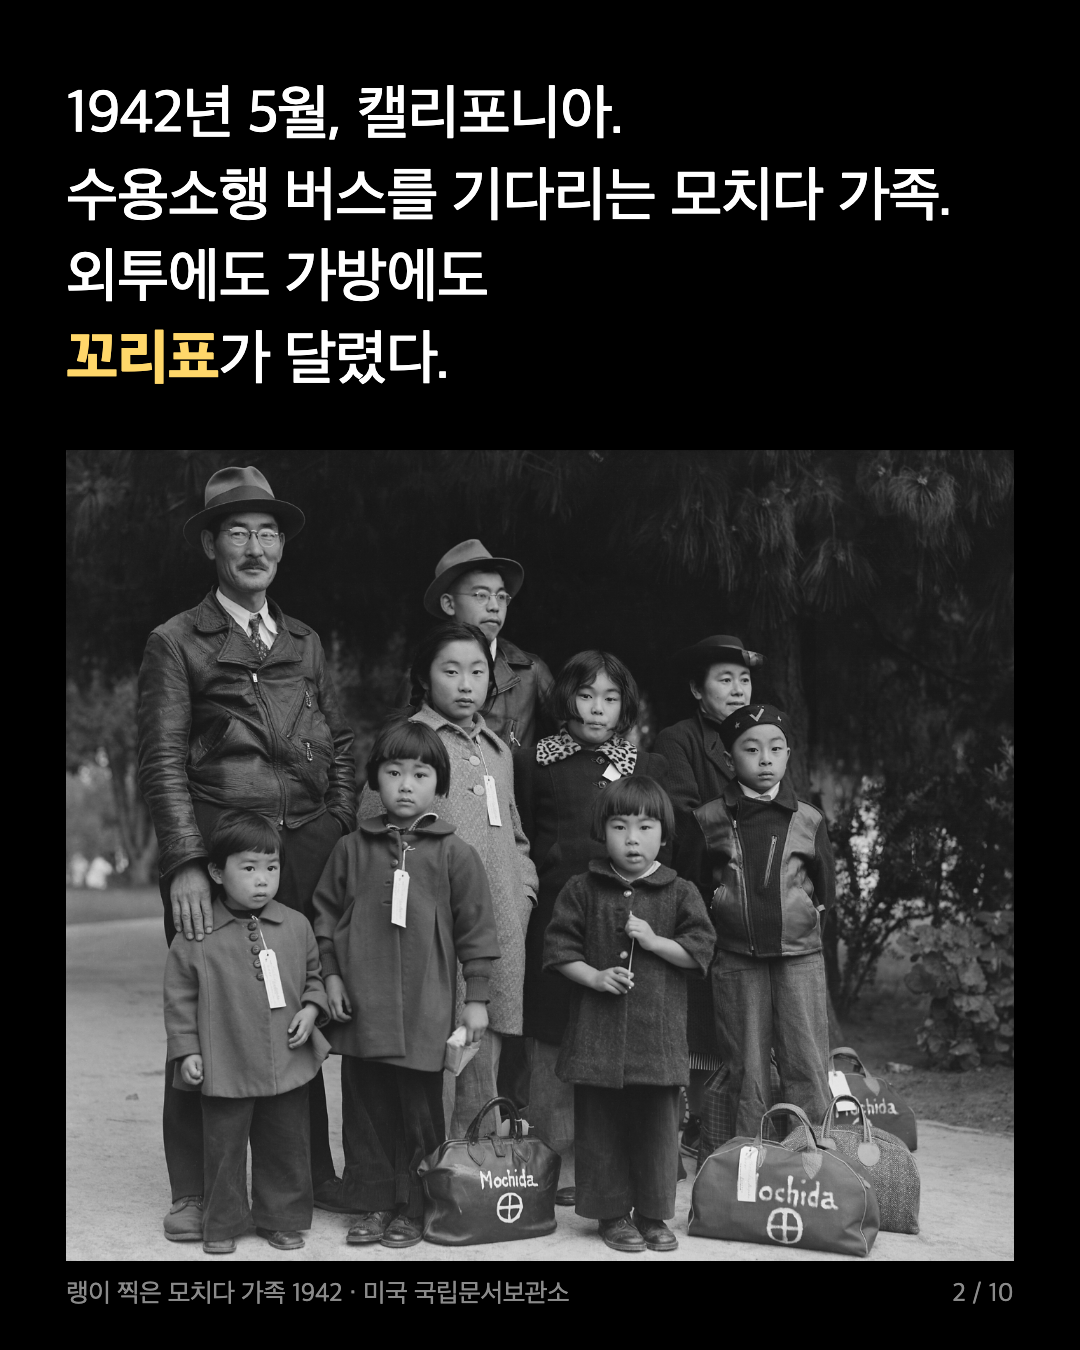 1942년 5월, 캘리포니아.
수용소행 버스를 기다리는 모치다 가족.
외투에도 가방에도
꼬리표가 달렸다.
Mochida
ochida
ochida
랭이 찍은 모치다 가족 1942 · 미국 국립문서보관소
2 / 10